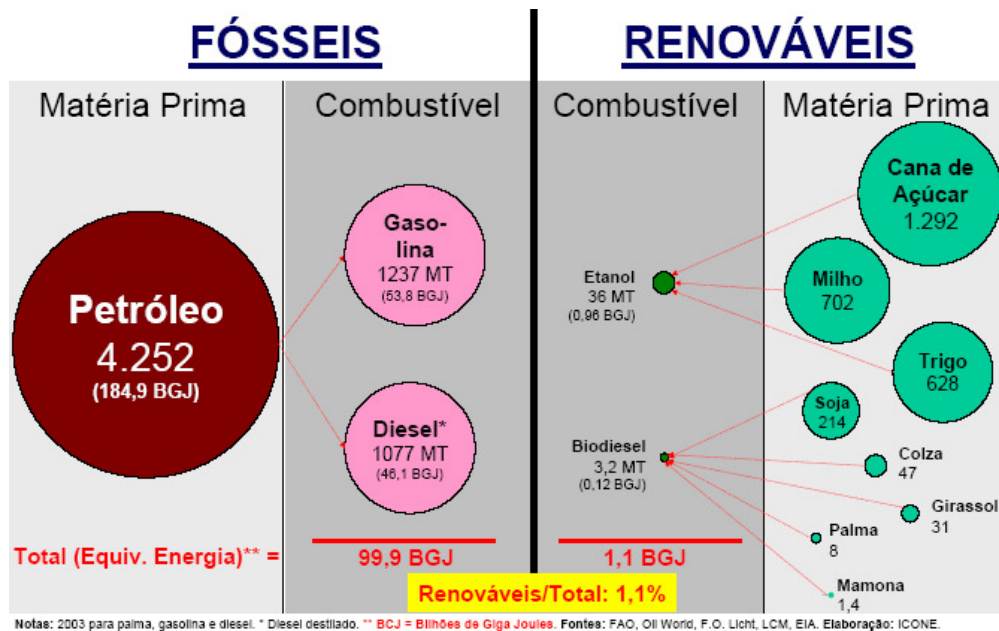 FÓSSEIS
RENOVÁVEIS
Matéria Prima
Combustível
Combustível
Matéria Prima
Petróleo
4.252
(184,9 BGJ)
Gaso-
lina
1237 MT
(53,8 BGJ)
Diesel*
1077 MT
(46,1 BGJ)
Etanol
36 MT
(0,96 BGJ)
Biodiesel
3,2 MT
(0,12 BGJ)
Cana de
Açúcar
1.292
Milho
702
Trigo
628
Soja
214
Colza
47
Girassol
31
Palma
8
Mamona
1,4
Total (Equiv. Energia)** =
99,9 BGJ
1,1 BGJ
Renováveis/Total: 1,1%
Notas: 2003 para palma, gasolina e diesel. * Diesel destilado. ** BCJ = Bilhões de Giga Joules. Fontes: FAO, Oil World, F.O. Licht, LCM, EIA. Elaboração: ICONE.